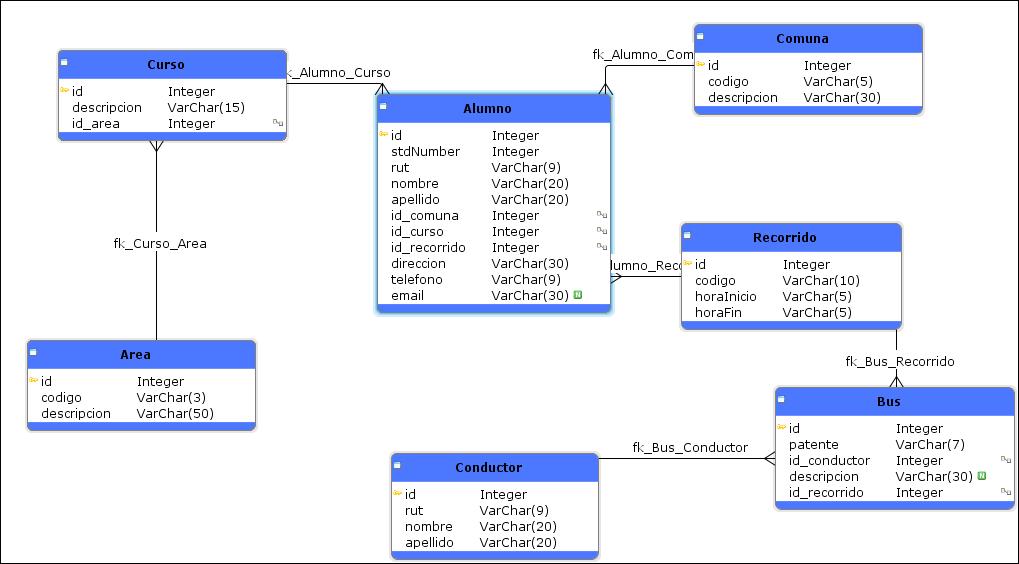 Curso
id Integer
descripcion VarChar(15)
id_area Integer
k_Alumno_Curso
fk_Alumno_Com
Comuna
id Integer
codigo VarChar(5)
descripcion VarChar(30)
Alumno
id Integer
stdNumber Integer
rut VarChar(9)
nombre VarChar(20)
apellido VarChar(20)
id_comuna Integer
id_curso Integer
id_recorrido Integer
direccion VarChar(30)
telefono VarChar(9)
email VarChar(30) N
fk_Curso_Area
lumno_Reco
Recorrido
id Integer
codigo VarChar(10)
horaInicio VarChar(5)
horaFin VarChar(5)
Area
id Integer
codigo VarChar(3)
descripcion VarChar(50)
fk_Bus_Recorrido
Bus
id Integer
patente VarChar(7)
id_conductor Integer
descripcion VarChar(30) N
id_recorrido Integer
fk_Bus_Conductor
Conductor
id Integer
rut VarChar(9)
nombre VarChar(20)
apellido VarChar(20)